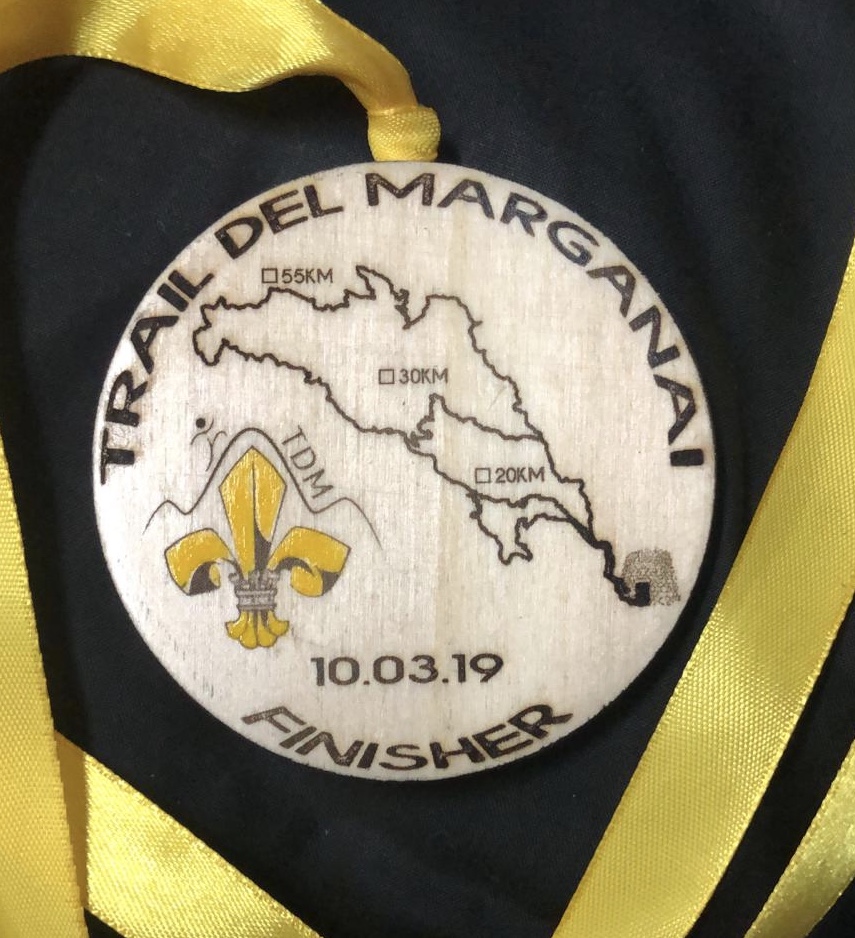 TRAIL DEL MARGANAI
□55KM
□30KM
TDM
□20KM
10.03.19
FINISHER